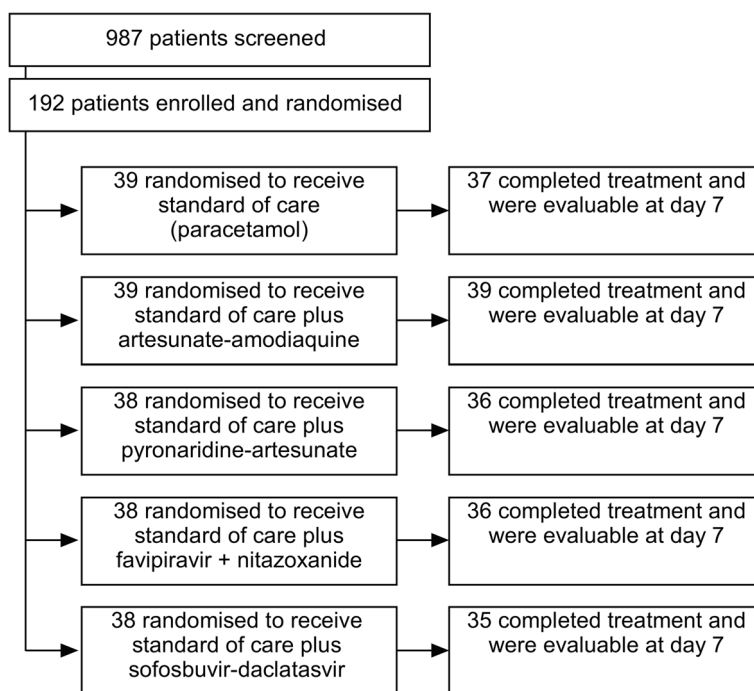 987 patients screened
192 patients enrolled and randomised
39 randomised to receive
standard of care
(paracetamol)
37 completed treatment and
were evaluable at day 7
39 randomised to receive
standard of care plus
artesunate-amodiaquine
39 completed treatment and
were evaluable at day 7
38 randomised to receive
standard of care plus
pyronaridine-artesunate
36 completed treatment and
were evaluable at day 7
38 randomised to receive
standard of care plus
favipiravir + nitazoxanide
36 completed treatment and
were evaluable at day 7
38 randomised to receive
standard of care plus
sofosbuvir-daclatasvir
35 completed treatment and
were evaluable at day 7